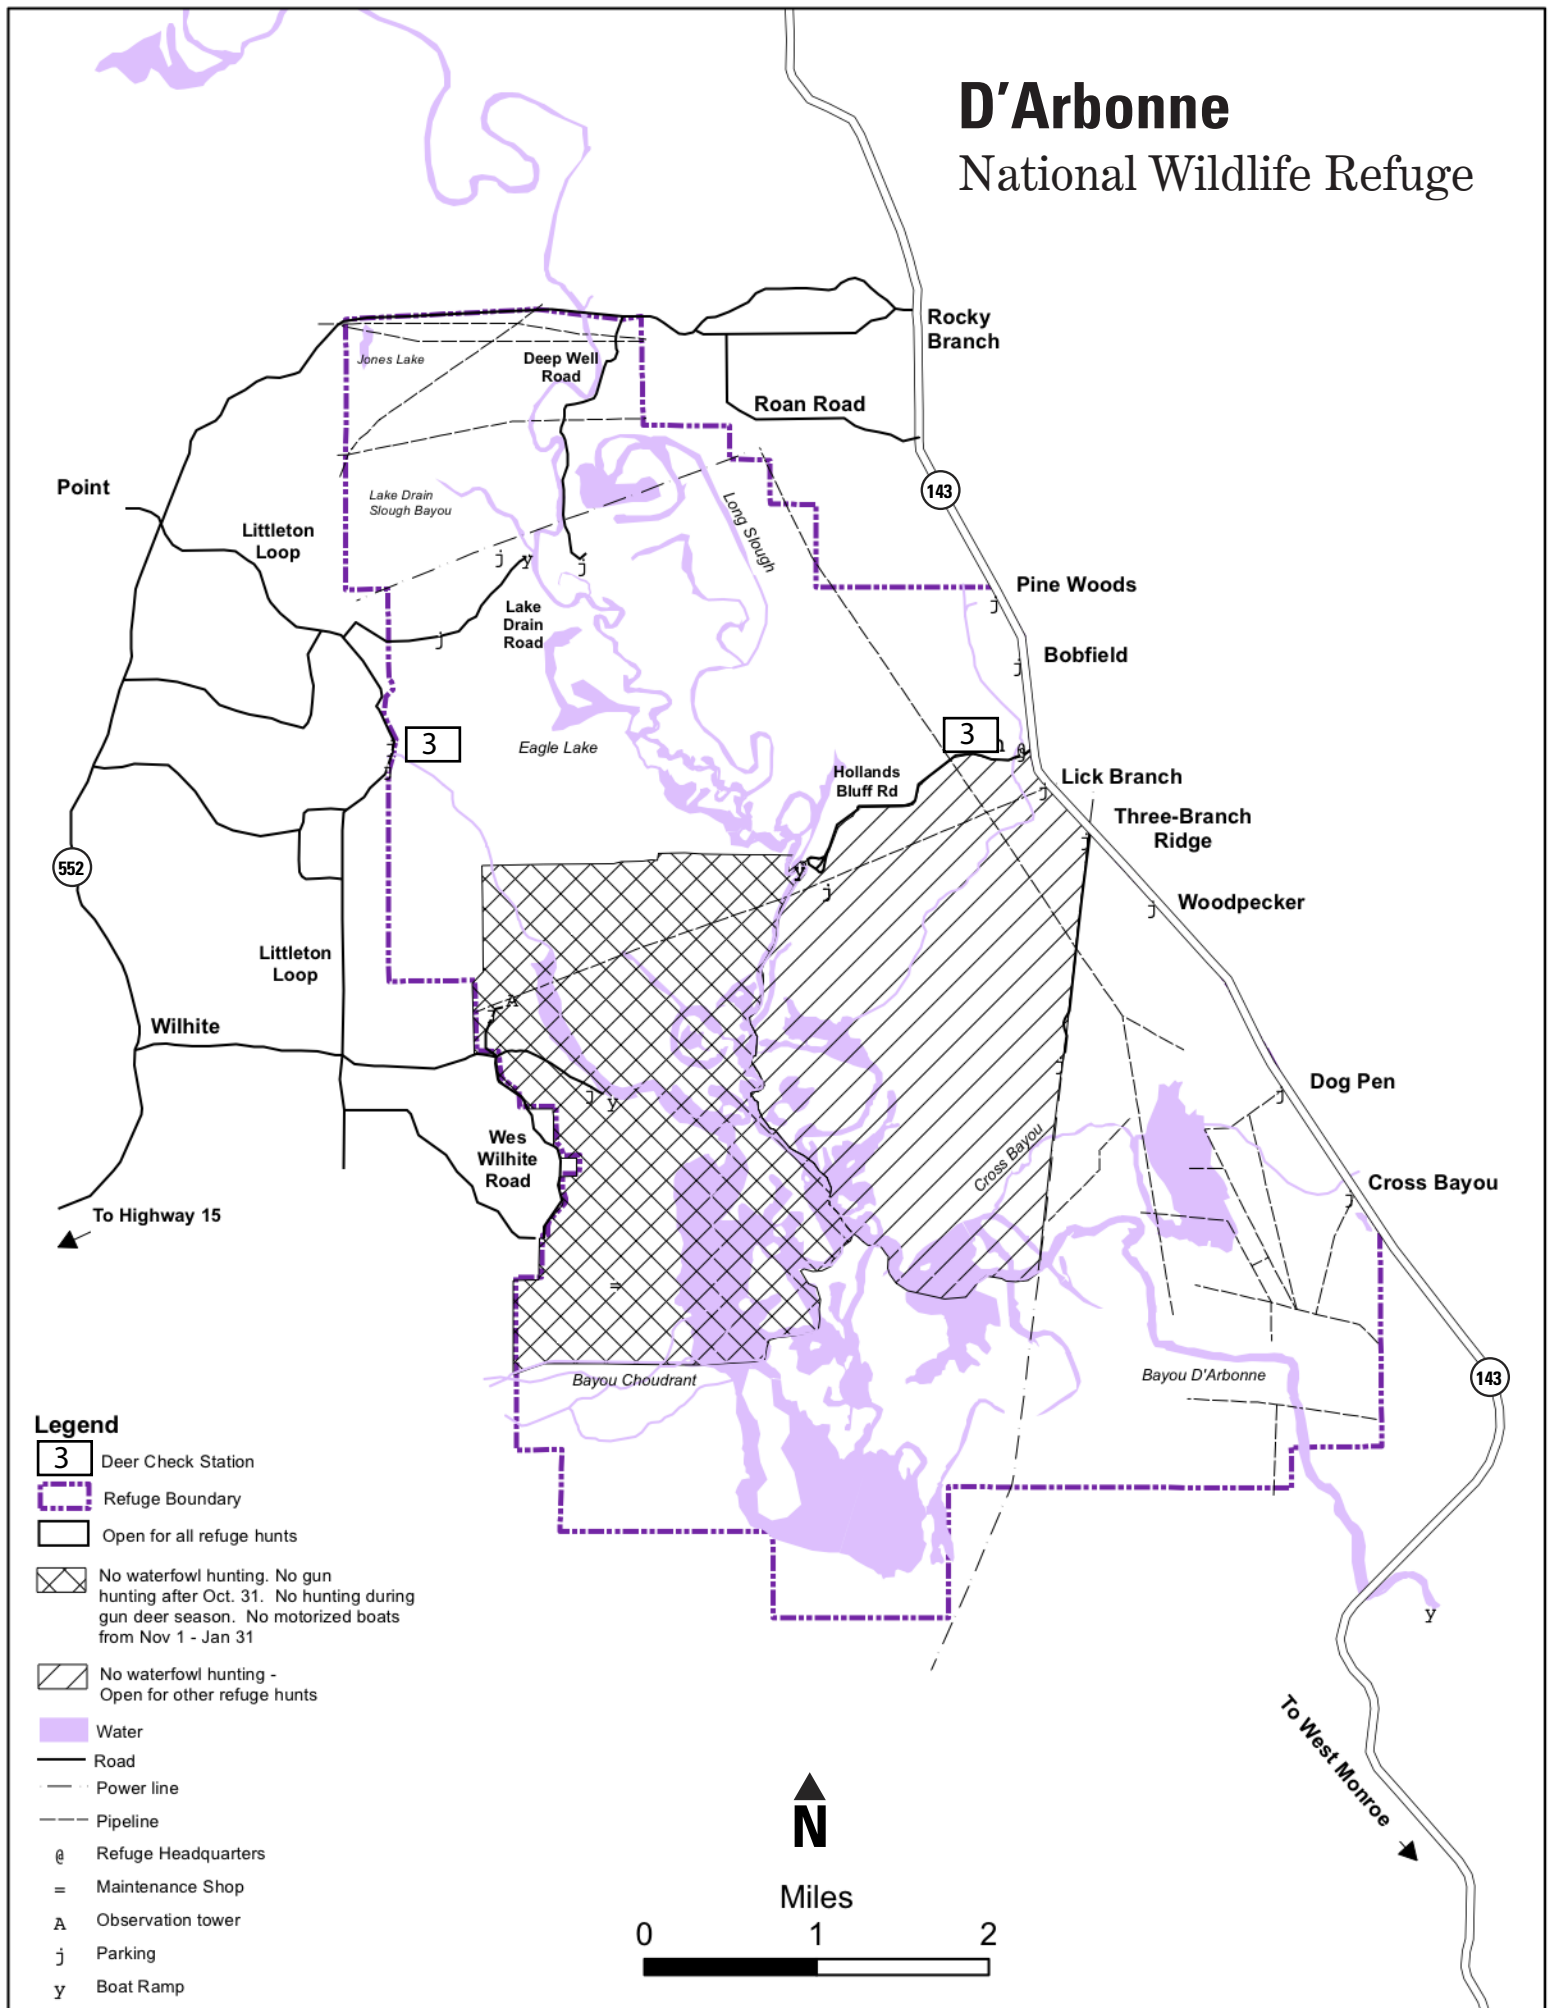 D’Arbonne
National Wildlife Refuge
Rocky
Branch
Jones Lake
Deep Well
Road
Roan Road
Point
143
Lake Drain
Slough Bayou
Long Slough
Littleton
Loop
j y
j
Pine Woods
j
Lake
Drain
Road
j
Bobfield
j
3
3
n
@
j
j
Eagle Lake
Hollands
Bluff Rd
Lick Branch
j
Three-Branch
Ridge
j
552
y
j
Woodpecker
j
Littleton
Loop
A
Wilhite
Dog Pen
j
j
j y
Wes
Wilhite
Road
Cross Bayou
Cross Bayou
j
To Highway 15
=
Bayou Choudrant
Bayou D'Arbonne
143
y
To West Monroe
Legend
3 Deer Check Station
Refuge Boundary
Open for all refuge hunts
No waterfowl hunting. No gun
hunting after Oct. 31. No hunting during
gun deer season. No motorized boats
from Nov 1 - Jan 31
No waterfowl hunting -
Open for other refuge hunts
Water
Road
Power line
Pipeline
@ Refuge Headquarters
= Maintenance Shop
A Observation tower
j Parking
y Boat Ramp
N
Miles
0 1 2